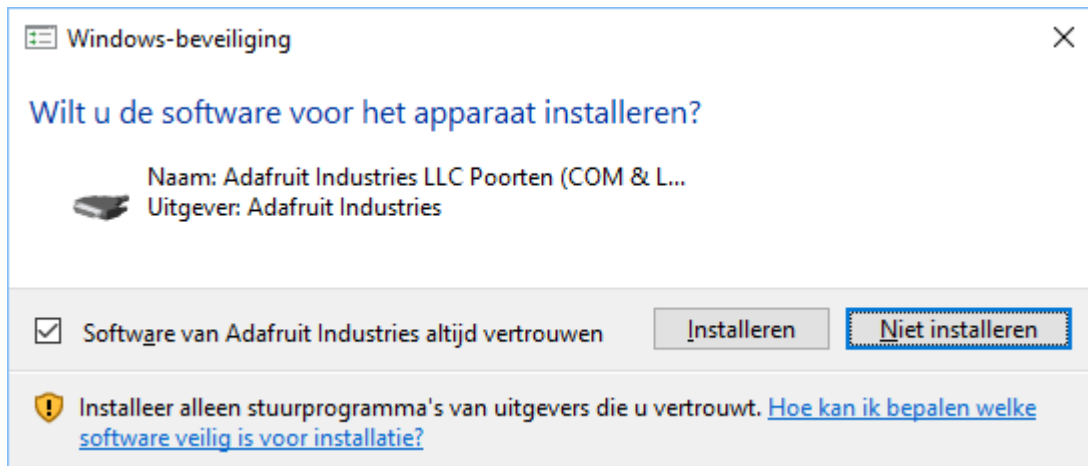 Windows-beveiliging
Wilt u de software voor het apparaat installeren?
Naam: Adafruit Industries LLC Poorten (COM & L...
Uitgever: Adafruit Industries
Software van Adafruit Industries altijd vertrouwen
Installeren
Niet installeren
Installeer alleen stuurprogramma's van uitgevers die u vertrouwt. Hoe kan ik bepalen welke
software veilig is voor installatie?